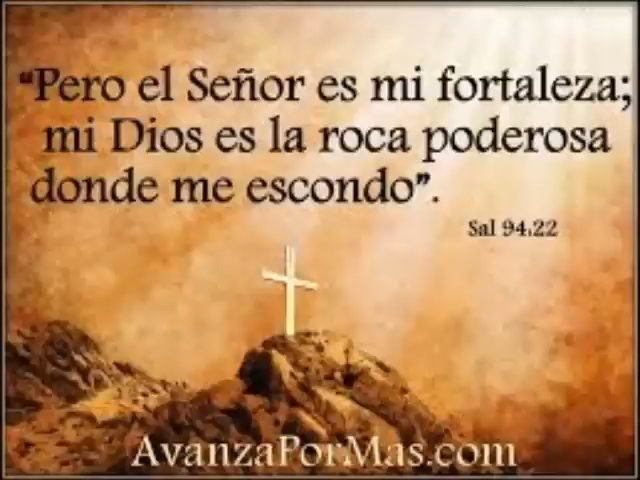 “Pero el Señor es mi fortaleza;
mi Dios es la roca poderosa
donde me escondo”.
Sal 94:22
AvanzaPorMas.com